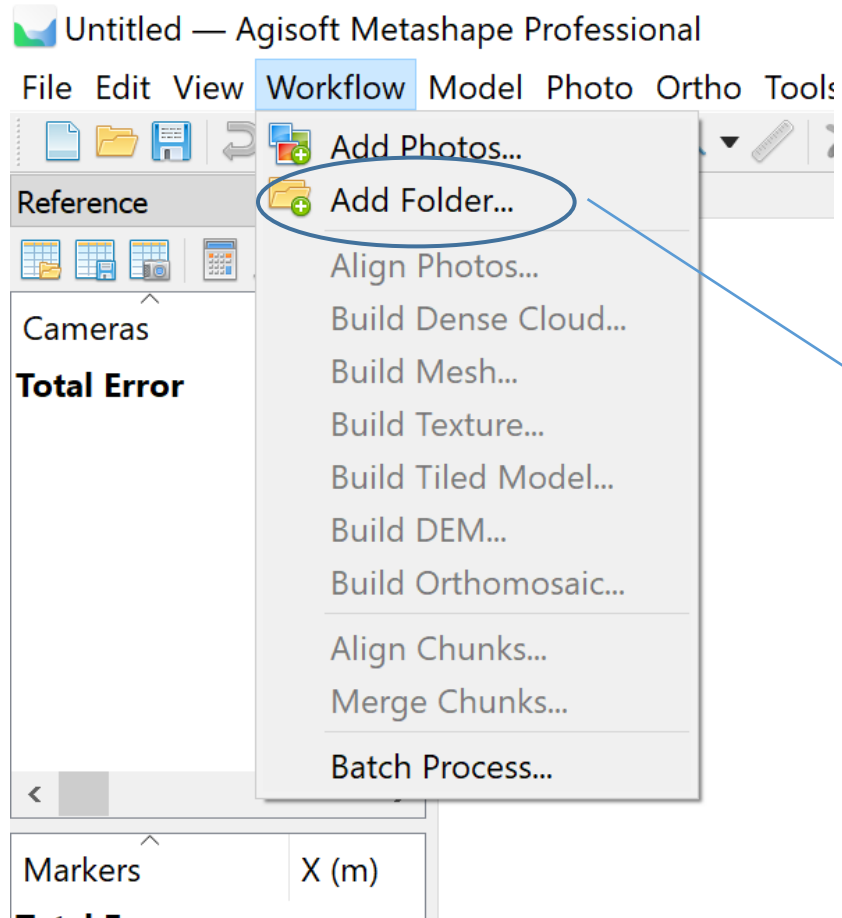 Untitled — Agisoft Metashape Professional
File Edit View Workflow Model Photo Ortho Tools
Add Photos...
Add Folder...
Reference
Align Photos...
Build Dense Cloud...
Cameras
Build Mesh...
Total Error
Build Texture...
Build Tiled Model...
Build DEM...
Build Orthomosaic...
Align Chunks...
Merge Chunks...
Batch Process...
Markers X (m)